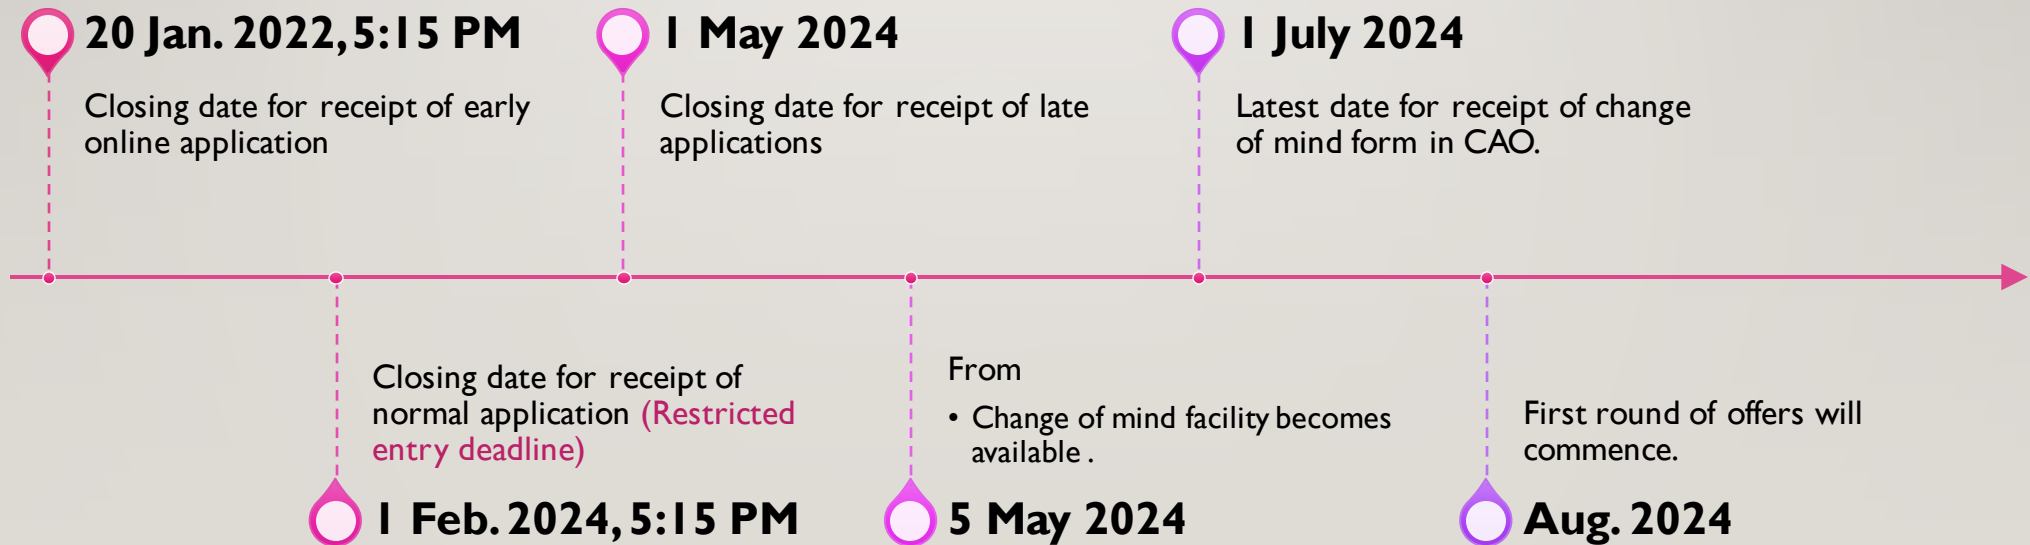 20 Jan. 2022, 5:15 PM
Closing date for receipt of early
online application
1 May 2024
Closing date for receipt of late
applications
1 July 2024
Latest date for receipt of change
of mind form in CAO.
Closing date for receipt of
normal application (Restricted
entry deadline)
1 Feb. 2024, 5:15 PM
From
• Change of mind facility becomes
available .
5 May 2024
First round of offers will
commence.
Aug. 2024